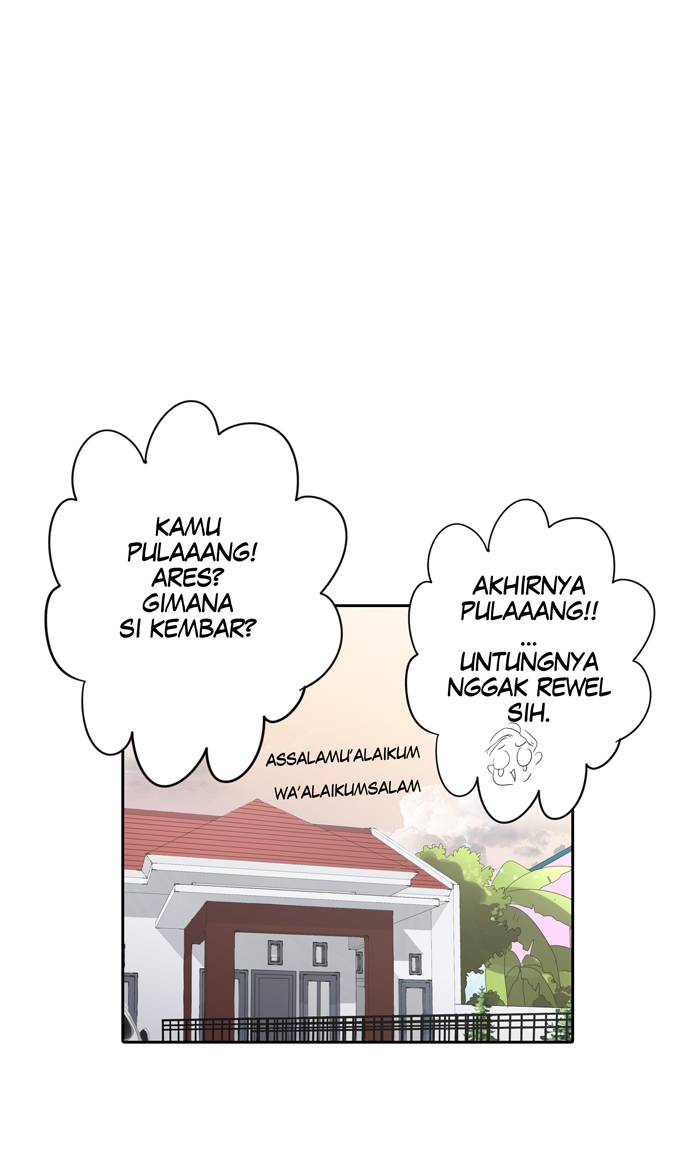 KAMU
PULAAANG!
ARES?
GIMANA
SI KEMBAR?
AKHIRNYA
PULAAANG!!
...
UNTUNGNYA
NGGAK REWEL
SIH.
ASSALAMU'ALAIKUM
WA'ALAIKUMSALAM